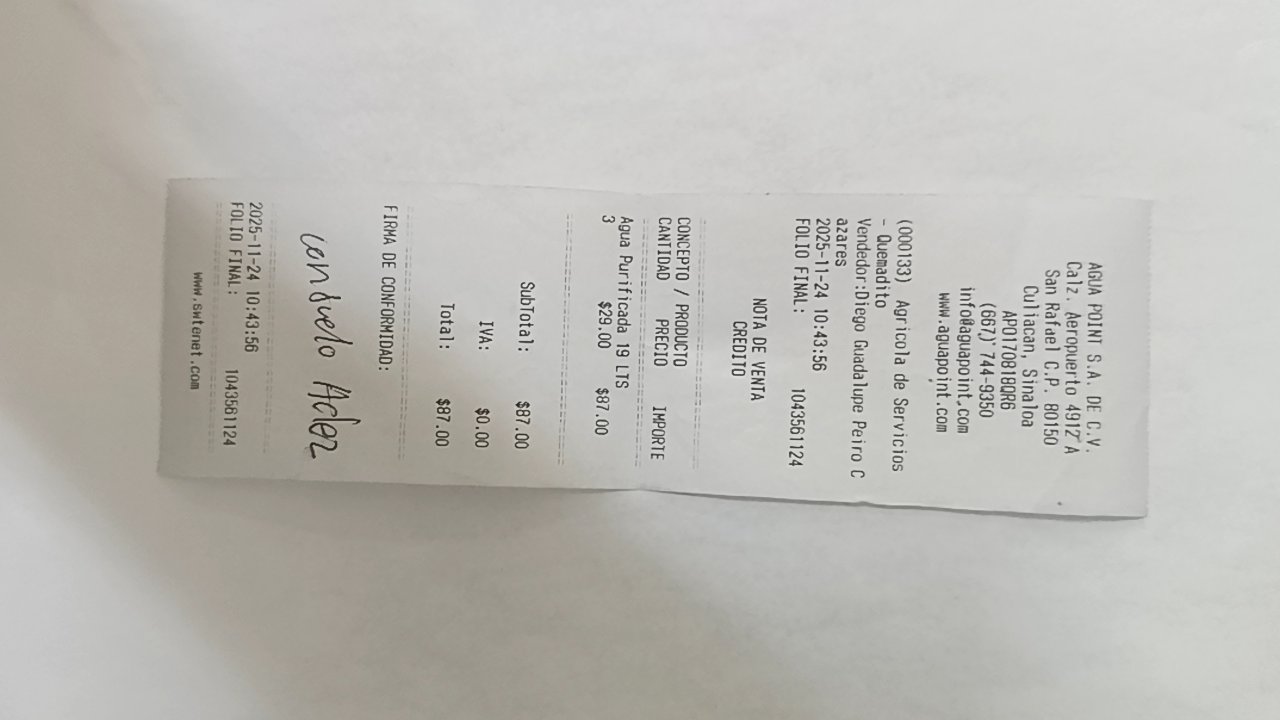 AGUA POINT S.A. DE C.V.
Calz. Aeropuerto 4912 A
San Rafael C.P. 80150
Culiacan, Sinaloa
APO170818QR6
(667) 744-9350
info@aguapoint.com
www.aguapoint.com
(000133) Agricola de Servicios
- Quemadito
Vendedor:Diego Guadalupe Peiro C
azares
2025-11-24 10:43:56
FOLIO FINAL: 1043561124
NOTA DE VENTA
CREDITO
CONCEPTO / PRODUCTO
CANTIDAD PRECIO IMPORTE
Agua Purificada 19 LTS
3 $29.00 $87.00
SubTotal: $87.00
IVA: $0.00
Total: $87.00
FIRMA DE CONFORMIDAD:
2025-11-24 10:43:56
FOLIO FINAL: 1043561124
www.swtenet.com